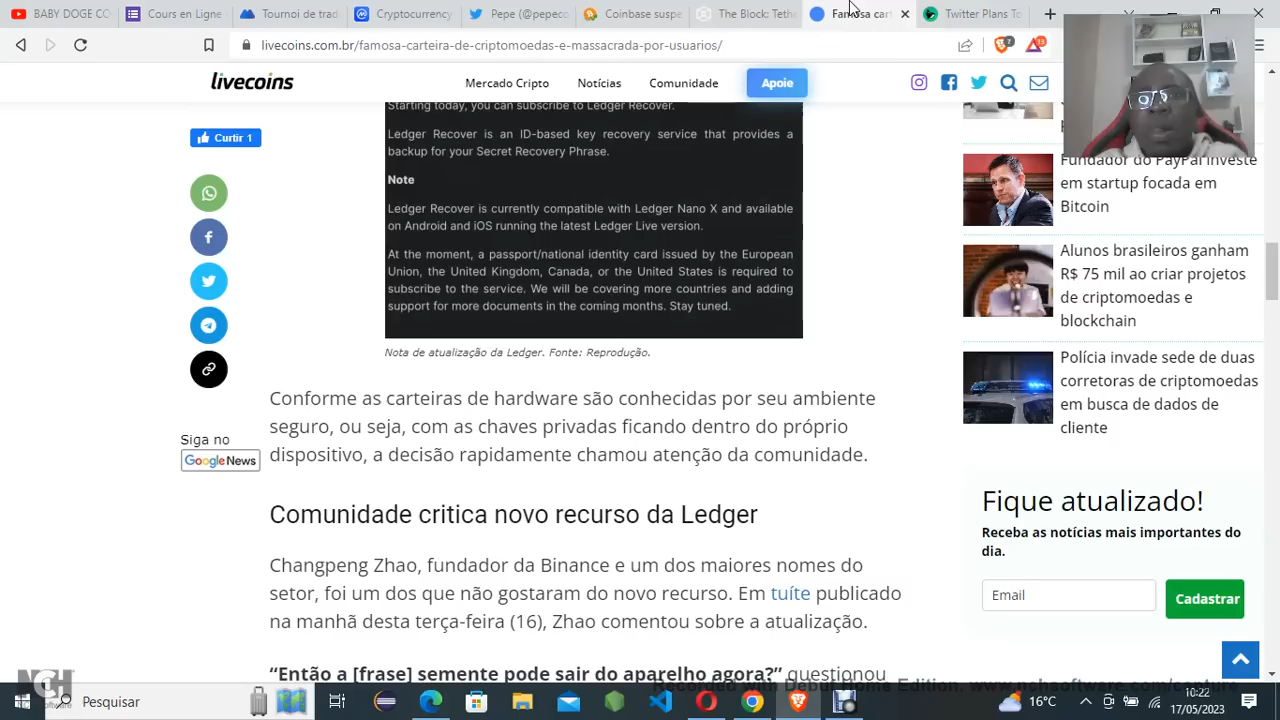 BABY DOGE CO
Cours en Ligne
Tournoi de trad
Cryptocurrency
Pepe (@pepecc
Coinbase suspe
The Block: Teth
Famosa cart
Twitter Plans To
livecoins.com.br/famosa-carteira-de-criptomoedas-e-massacrada-por-usuarios/
7
13
livecoins
Mercado Cripto
Notícias
Comunidade
Apoie
Curtir 1
Siga no
Google News
Starting today, you can subscribe to Ledger Recover.
Ledger Recover is an ID-based key recovery service that provides a
backup for your Secret Recovery Phrase.
Note
Ledger Recover is currently compatible with Ledger Nano X and available
on Android and iOS running the latest Ledger Live version.
At the moment, a passport/national identity card issued by the European
Union, the United Kingdom, Canada, or the United States is required to
subscribe to the service. We will be covering more countries and adding
support for more documents in the coming months. Stay tuned.
Nota de atualização da Ledger. Fonte: Reprodução.
Conforme as carteiras de hardware são conhecidas por seu ambiente
seguro, ou seja, com as chaves privadas ficando dentro do próprio
dispositivo, a decisão rapidamente chamou atenção da comunidade.
Comunidade critica novo recurso da Ledger
Changpeng Zhao, fundador da Binance e um dos maiores nomes do
setor, foi um dos que não gostaram do novo recurso. Em tuíte publicado
na manhã desta terça-feira (16), Zhao comentou sobre a atualização.
“Então a [frase] semente pode sair do aparelho agora?” questionou
Fundador do PayPal investe
em startup focada em
Bitcoin
Alunos brasileiros ganham
R$ 75 mil ao criar projetos
de criptomoedas e
blockchain
Polícia invade sede de duas
corretoras de criptomoedas
em busca de dados de
cliente
Fique atualizado!
Receba as notícias mais importantes do
dia.
Email
Cadastrar
NCH
Recorded with Debut Home Edition. www.nchsoftware.com/capture
Pesquisar
16°C
10:22
17/05/2023